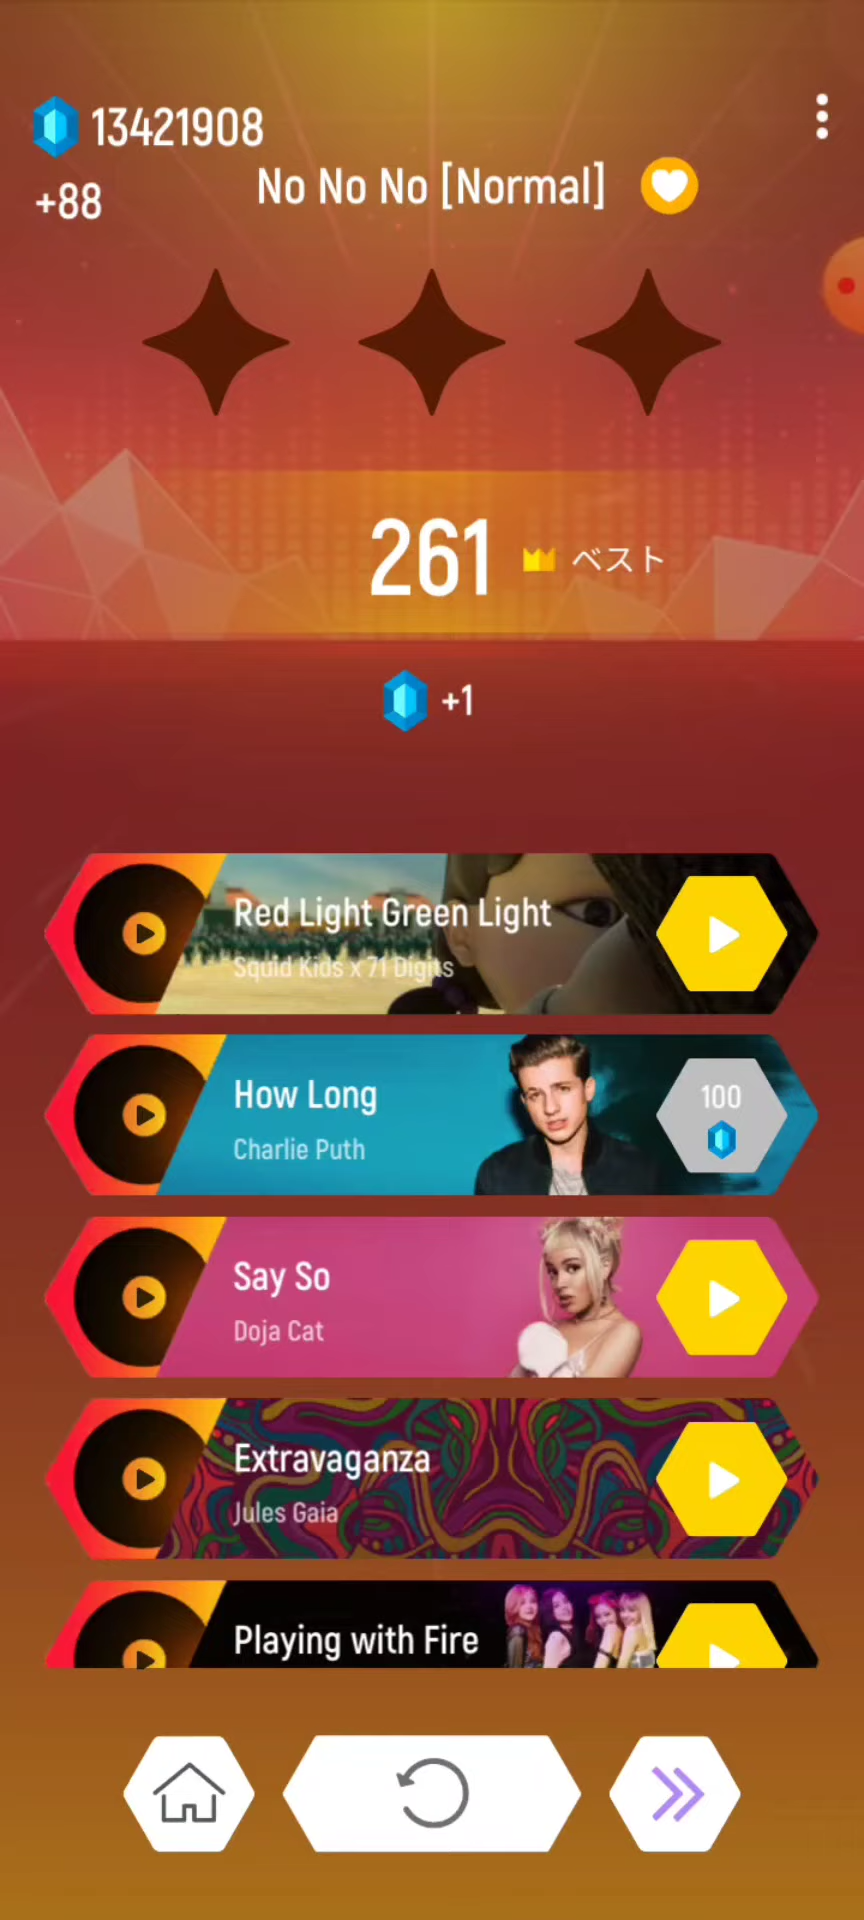 13421908
+88
No No No [Normal]
261
ベスト
+1
Red Light Green Light
Squid Kids x 71 Digits
How Long
Charlie Puth
100
Say So
Doja Cat
Extravaganza
Jules Gaia
Playing with Fire